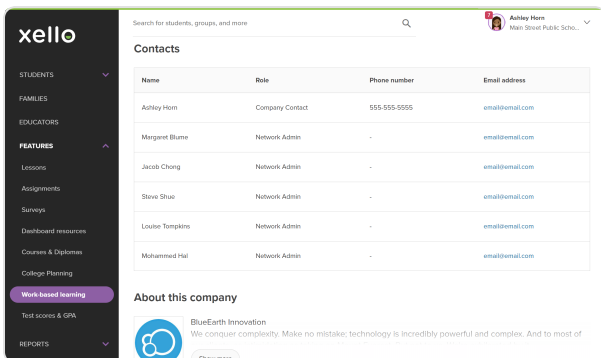 xello
Search for students, groups, and more
7
Ashley Horn
Main Street Public Scho...
STUDENTS
FAMILIES
EDUCATORS
FEATURES
Lessons
Assignments
Surveys
Dashboard resources
Courses & Diplomas
College Planning
Work-based learning
Test scores & GPA
REPORTS
Contacts
Name Role Phone number Email address
Ashley Horn Company Contact 555-555-5555 email@email.com
Margaret Blume Network Admin - email@email.com
Jacob Chong Network Admin - email@email.com
Steve Shue Network Admin - email@email.com
Louise Tompkins Network Admin - email@email.com
Mohammed Hal Network Admin - email@email.com
About this company
BlueEarth Innovation
We conquer complexity. Make no mistake; technology is incredibly powerful and complex. And to most of
Show more